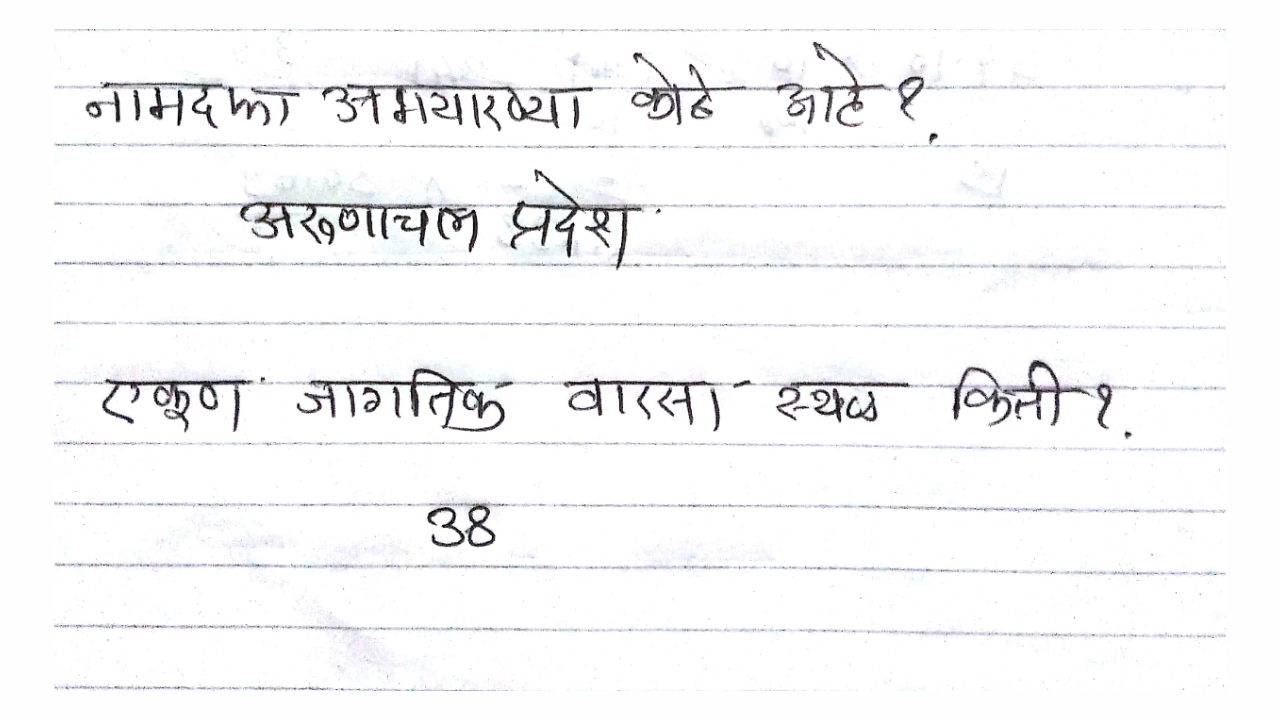 नामदफा अभयारण्या कोठे आहे?
अरुणाचल प्रदेश
एकूण जागतिक वारसा स्थळ किती?
38